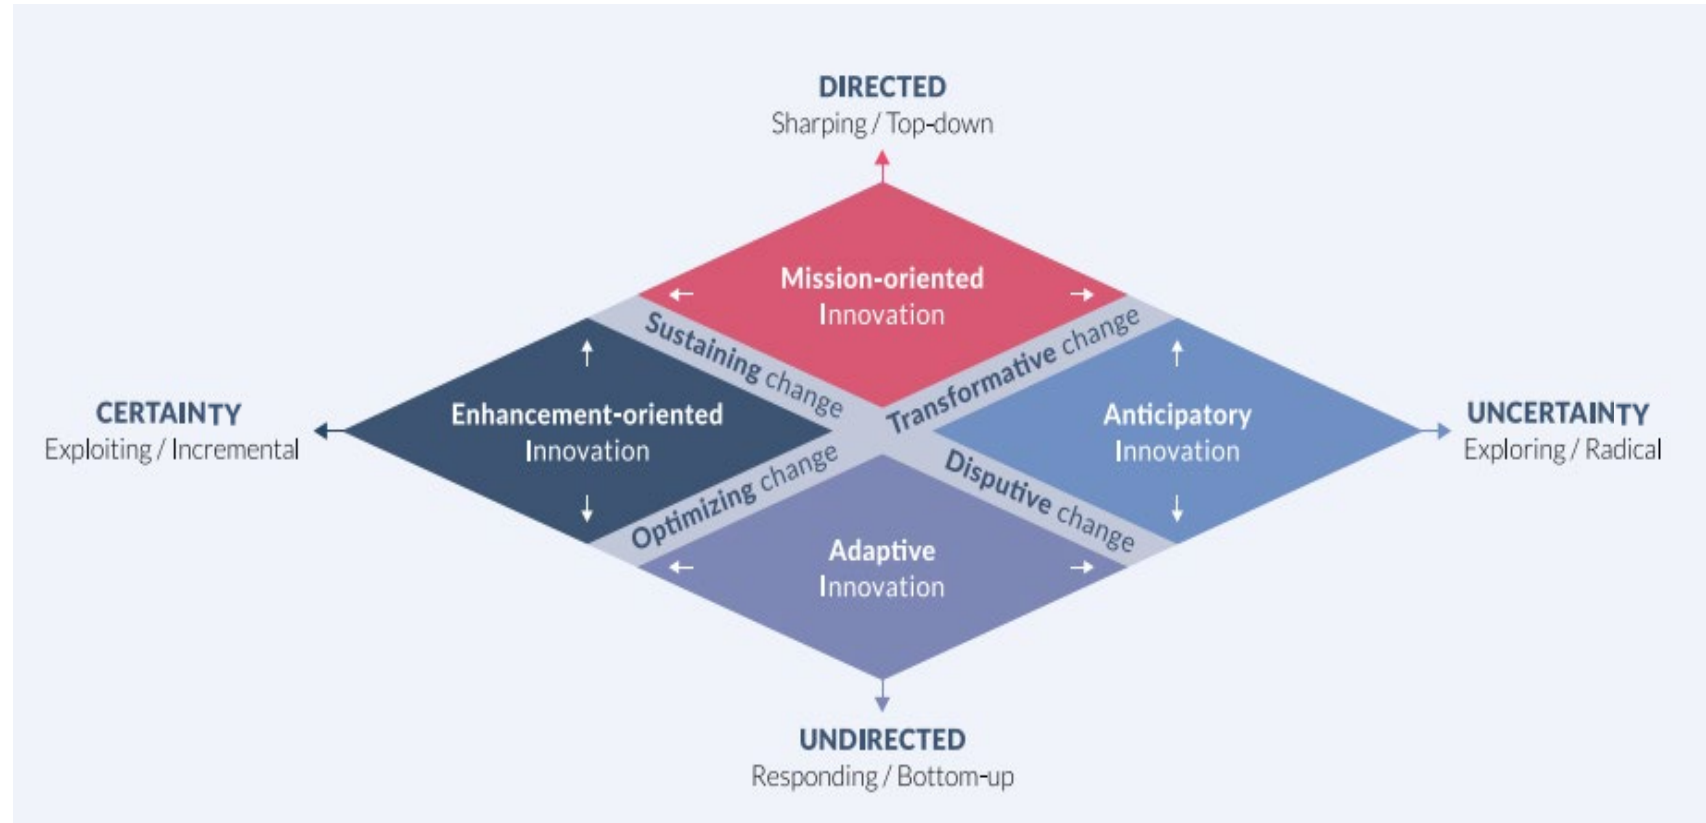 DIRECTED
Sharping / Top-down
Mission-oriented
Innovation
Sustaining change
Transformative change
CERTAINTY
Exploiting / Incremental
Enhancement-oriented
Innovation
Anticipatory
Innovation
UNCERTAINTY
Exploring / Radical
Optimizing change
Disputive change
Adaptive
Innovation
UNDIRECTED
Responding / Bottom-up